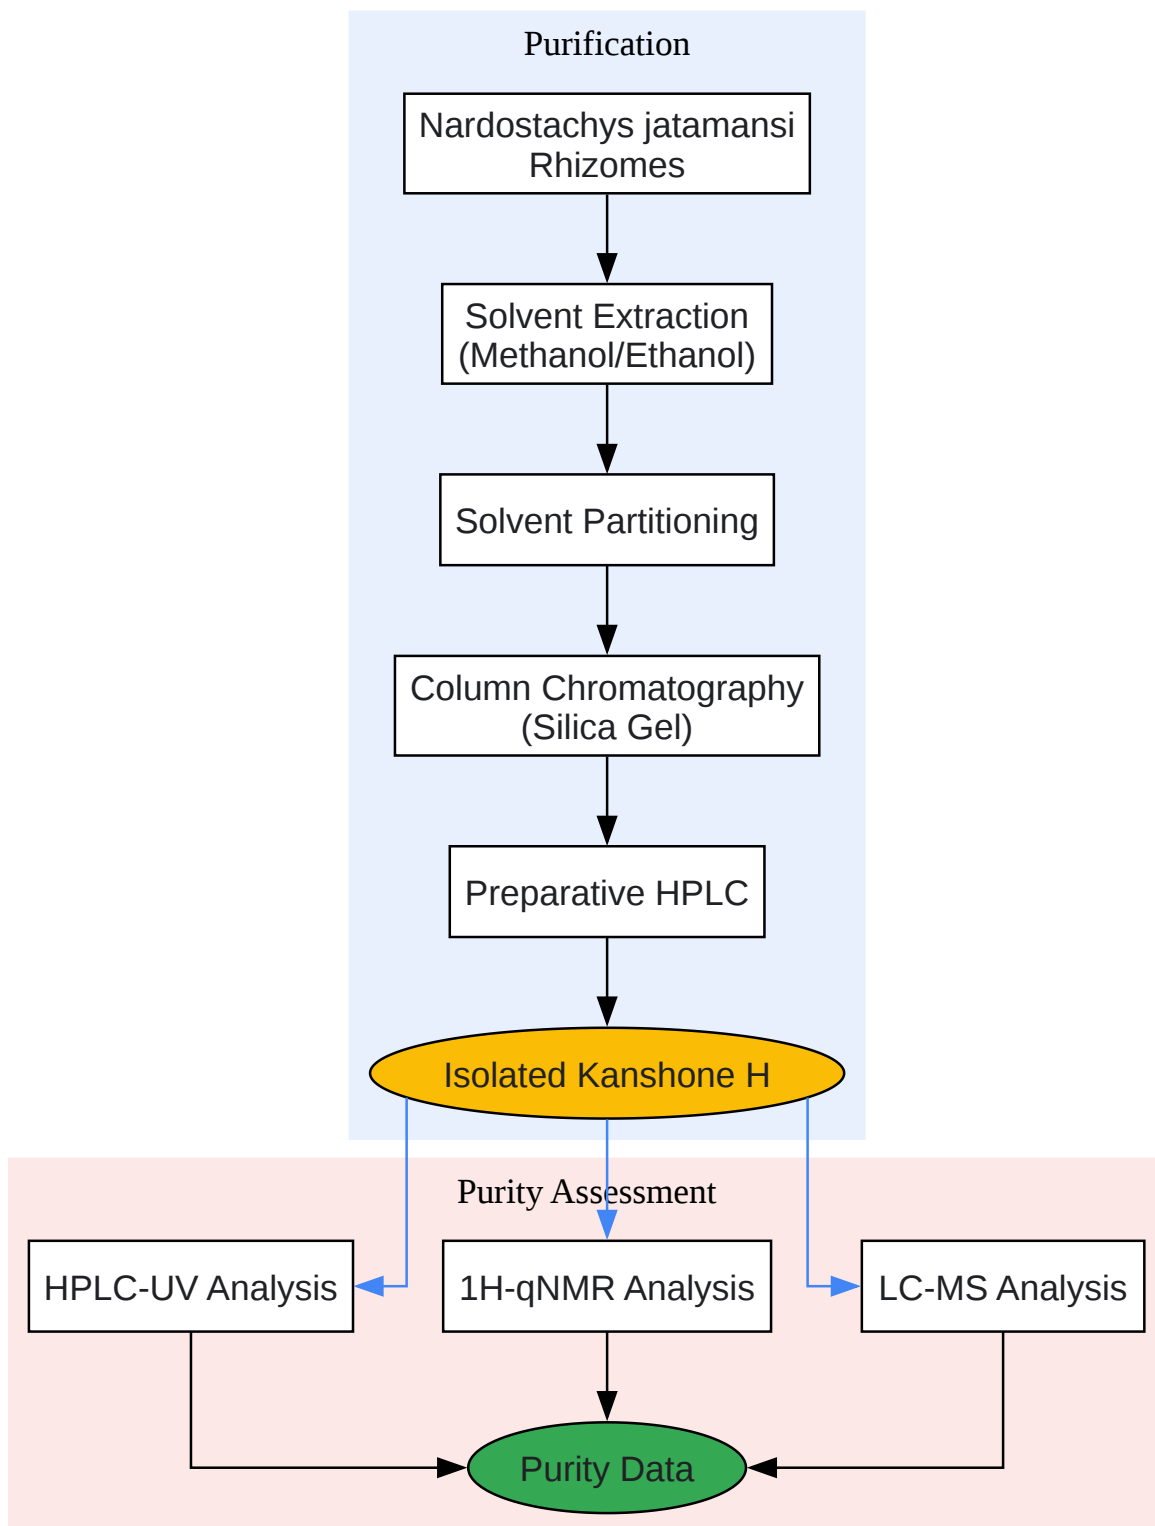 Purification
Nardostachys jatamansi
Rhizomes
Solvent Extraction
(Methanol/Ethanol)
Solvent Partitioning
Column Chromatography
(Silica Gel)
Preparative HPLC
Isolated Kanshone H
Purity Assessment
HPLC-UV Analysis
1H-qNMR Analysis
LC-MS Analysis
Purity Data